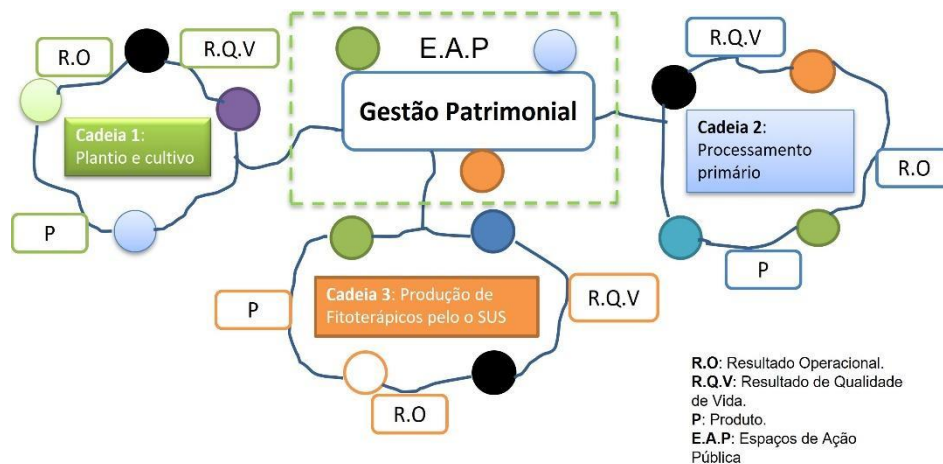 R.O
R.Q.V
Cadeia 1:
Plantio e cultivo
P
E.A.P
Gestão Patrimonial
R.Q.V
Cadeia 2:
Processamento
primário
R.O
P
P
Cadeia 3: Produção de
Fitoterápicos pelo o SUS
R.Q.V
R.O
R.O: Resultado Operacional.
R.Q.V: Resultado de Qualidade
de Vida.
P: Produto.
E.A.P: Espaços de Ação
Pública